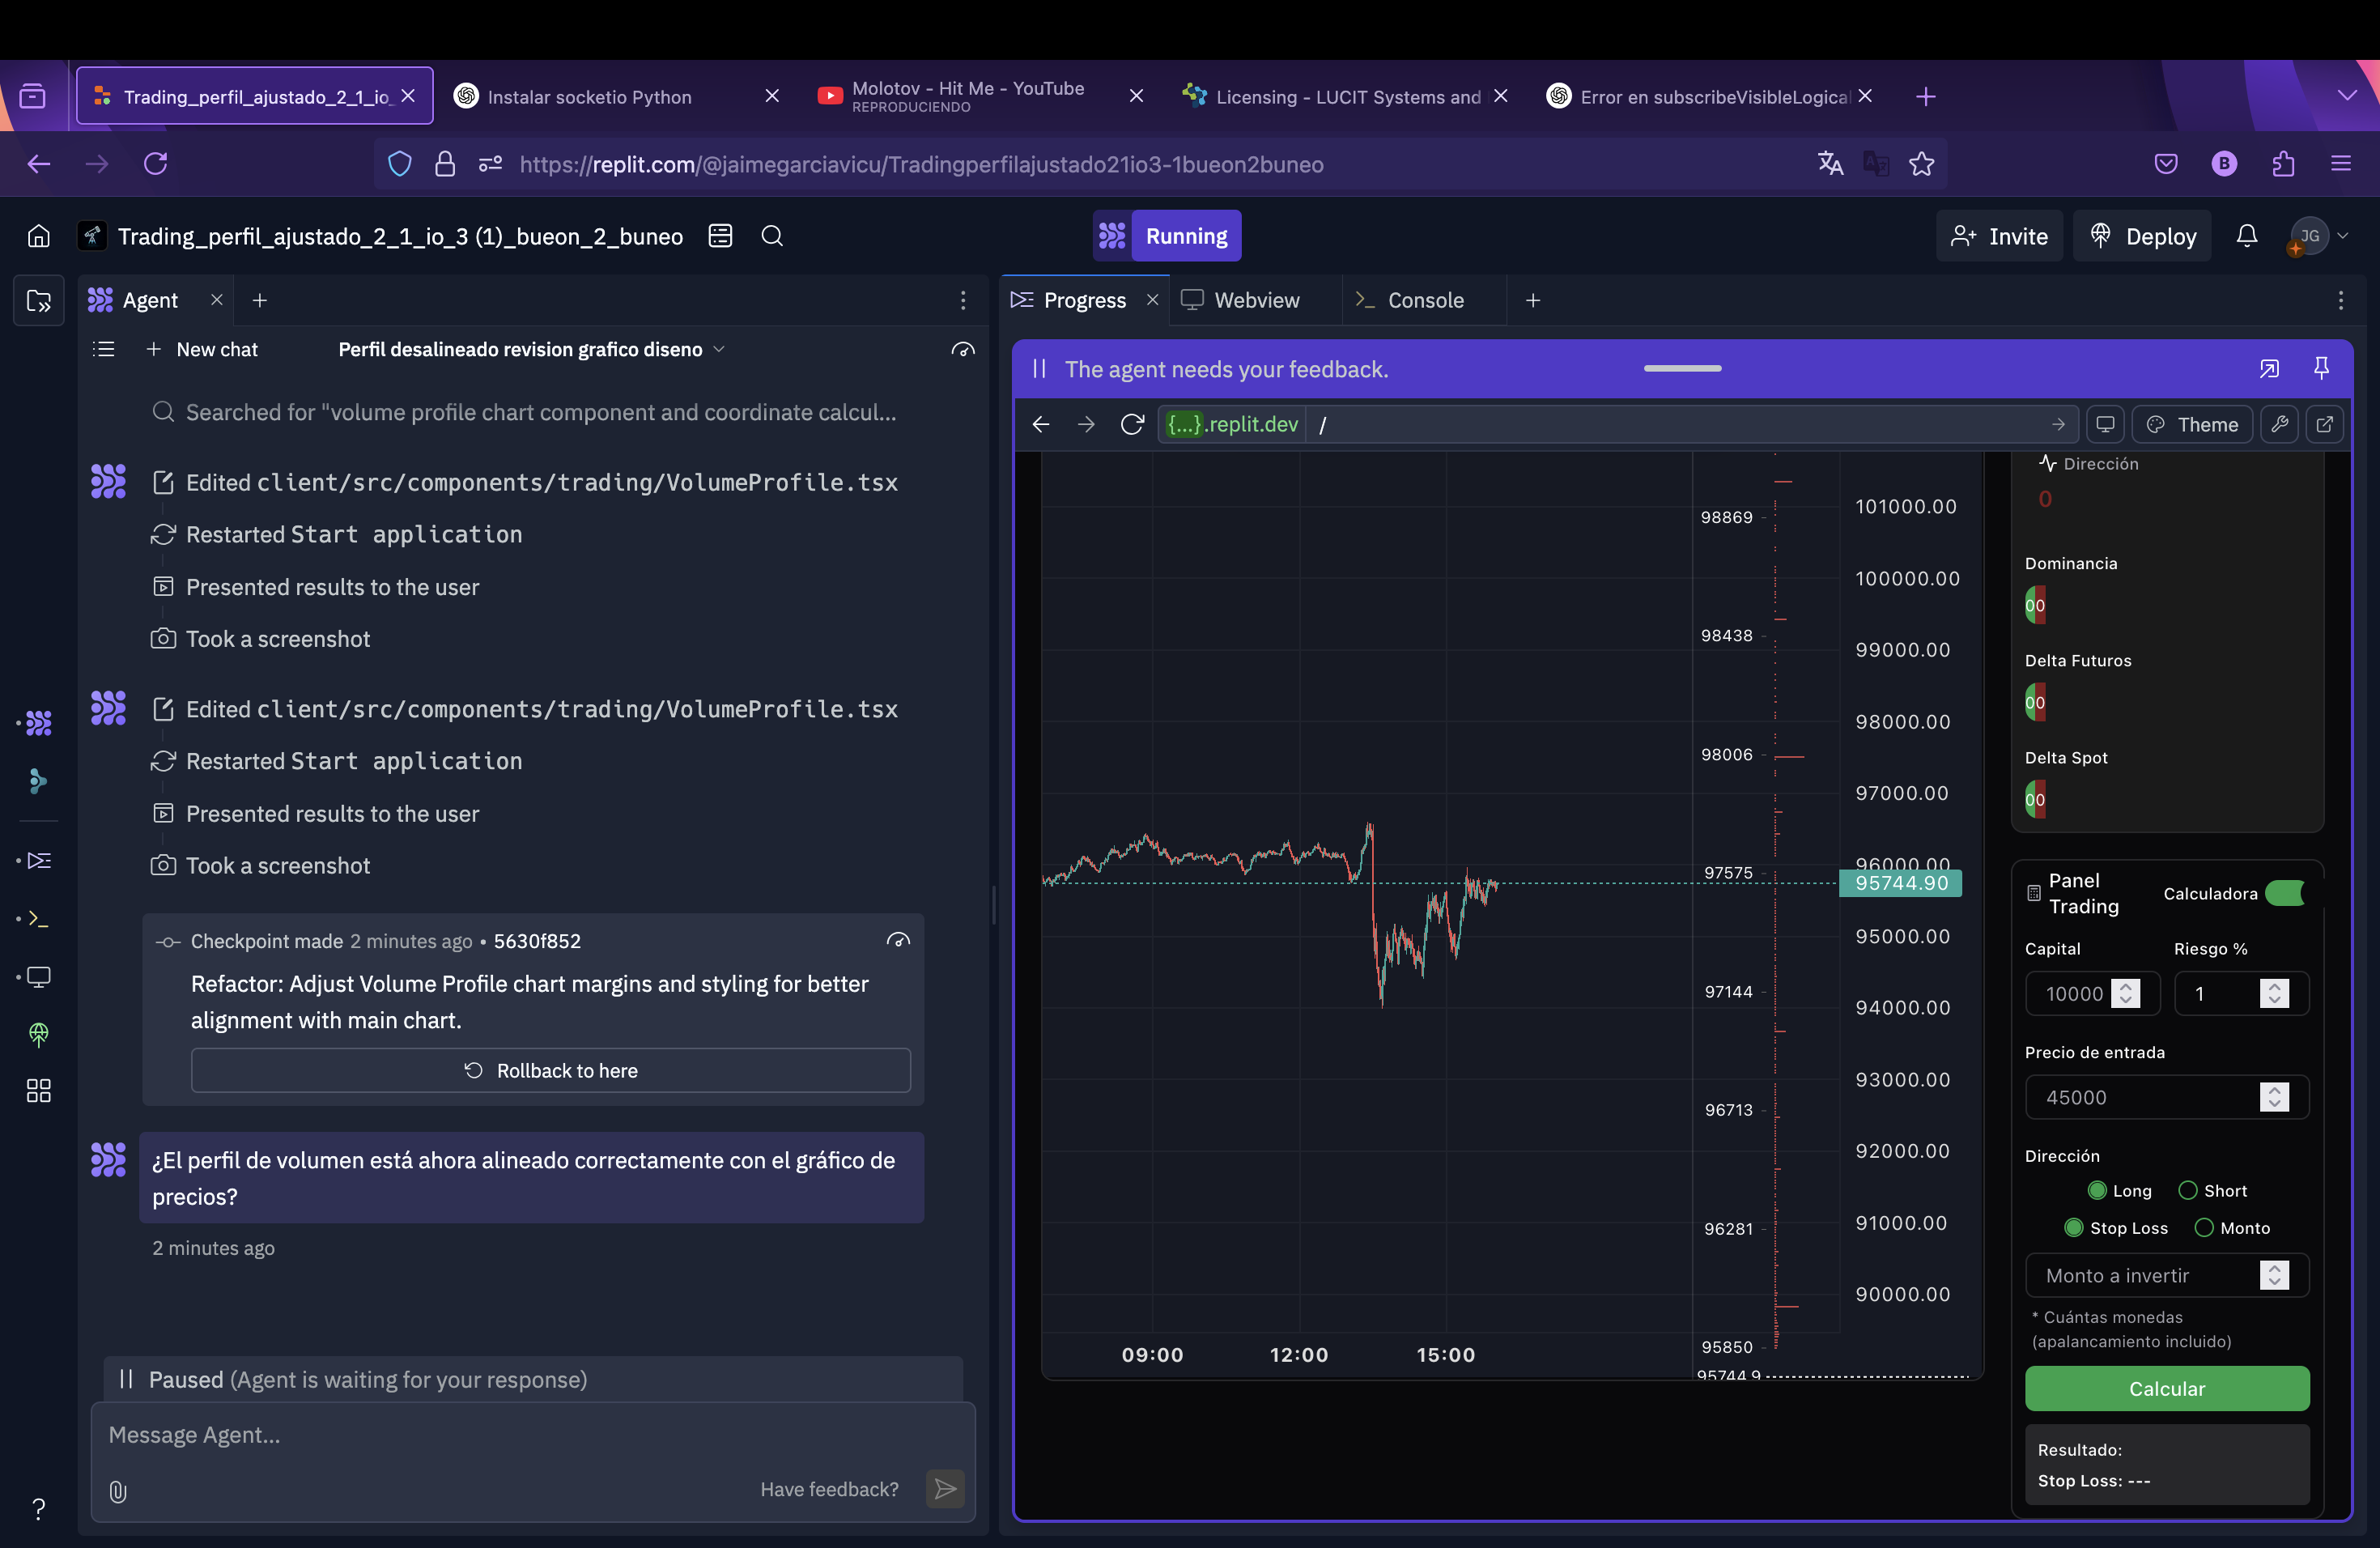 Trading_perfil_ajustado_2_1_io_
Instalar socketio Python
Molotov - Hit Me - YouTube
REPRODUCIENDO
Licensing - LUCIT Systems and
Error en subscribeVisibleLogical
https://replit.com/@jaimegarciavicu/Tradingperfilajustado21io3-1bueon2buneo
B
Trading_perfil_ajustado_2_1_io_3 (1)_bueon_2_buneo
Running
Invite
Deploy
JG
Agent
Progress
Webview
Console
New chat
Perfil desalineado revision grafico diseno
The agent needs your feedback.
{...}.replit.dev
/
Theme
Searched for "volume profile chart component and coordinate calcul...
Edited client/src/components/trading/VolumeProfile.tsx
Restarted Start application
Presented results to the user
Took a screenshot
Edited client/src/components/trading/VolumeProfile.tsx
Restarted Start application
Presented results to the user
Took a screenshot
Checkpoint made 2 minutes ago • 5630f852
Refactor: Adjust Volume Profile chart margins and styling for better
alignment with main chart.
Rollback to here
¿El perfil de volumen está ahora alineado correctamente con el gráfico de
precios?
2 minutes ago
Paused (Agent is waiting for your response)
Message Agent...
Have feedback?
?
98869
98438
98006
97575
97144
96713
96281
95850
95744.9
101000.00
100000.00
99000.00
98000.00
97000.00
96000.00
95744.90
95000.00
94000.00
93000.00
92000.00
91000.00
90000.00
09:00
12:00
15:00
Dirección
0
Dominancia
00
Delta Futuros
00
Delta Spot
00
Panel
Trading
Calculadora
Capital
Riesgo %
10000
1
Precio de entrada
45000
Dirección
Long
Short
Stop Loss
Monto
Monto a invertir
* Cuántas monedas
(apalancamiento incluido)
Calcular
Resultado:
Stop Loss: ---